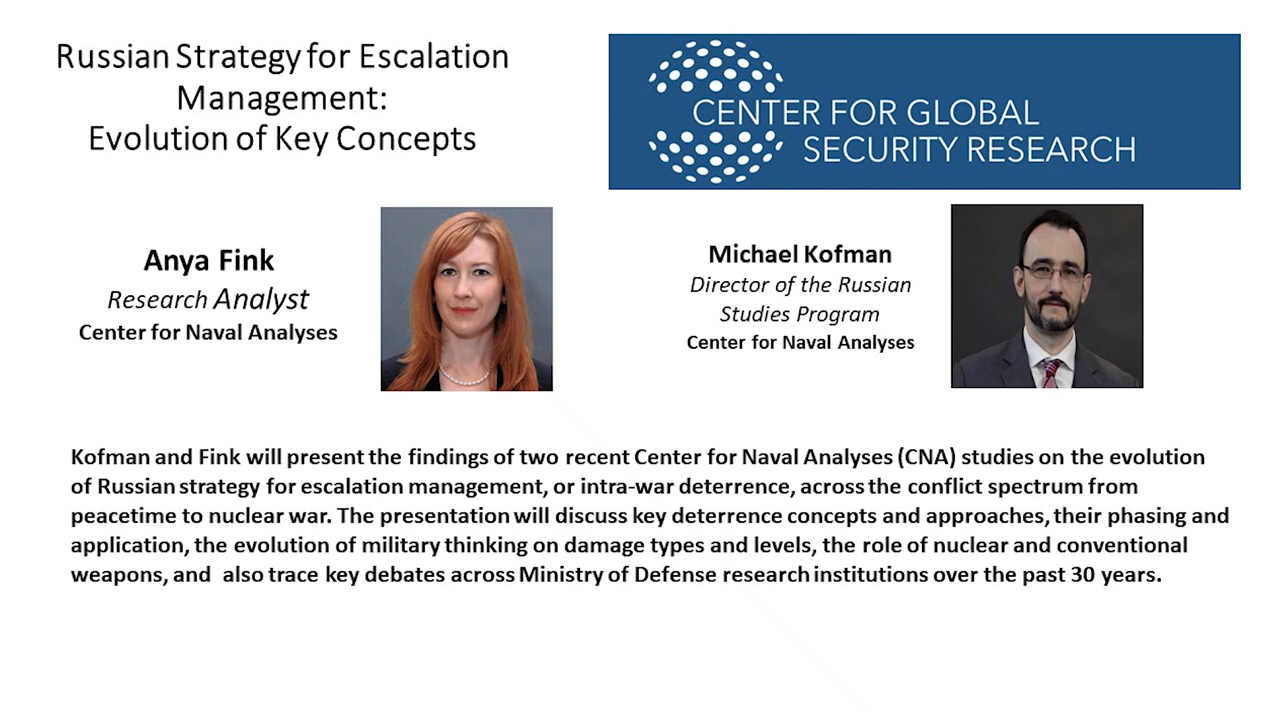 Russian Strategy for Escalation
Management:
Evolution of Key Concepts
CENTER FOR GLOBAL
SECURITY RESEARCH
Anya Fink
Research Analyst
Center for Naval Analyses
Michael Kofman
Director of the Russian
Studies Program
Center for Naval Analyses
Kofman and Fink will present the findings of two recent Center for Naval Analyses (CNA) studies on the evolution
of Russian strategy for escalation management, or intra-war deterrence, across the conflict spectrum from
peacetime to nuclear war. The presentation will discuss key deterrence concepts and approaches, their phasing and
application, the evolution of military thinking on damage types and levels, the role of nuclear and conventional
weapons, and also trace key debates across Ministry of Defense research institutions over the past 30 years.